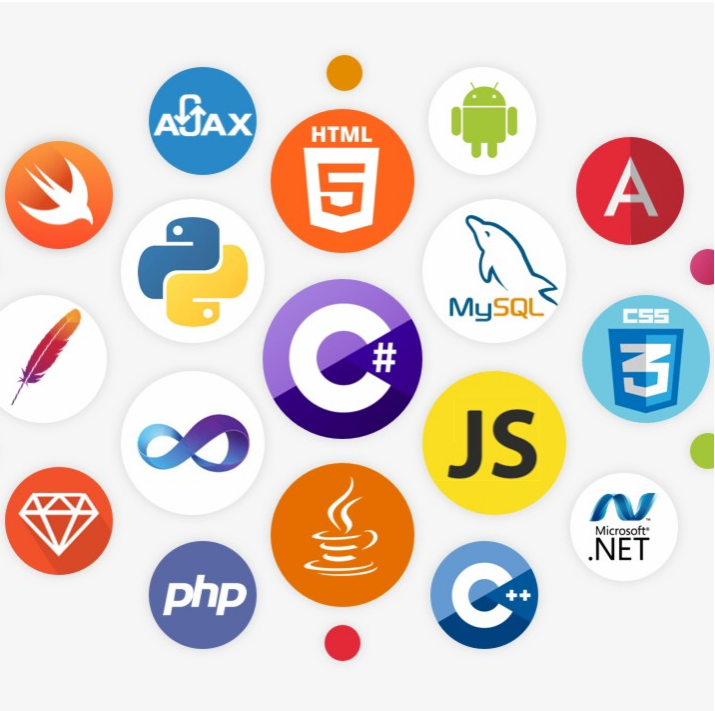 AJAX
HTML
5
A
MySQL
C#
CSS
3
JS
Microsoft®
.NET
php
C++